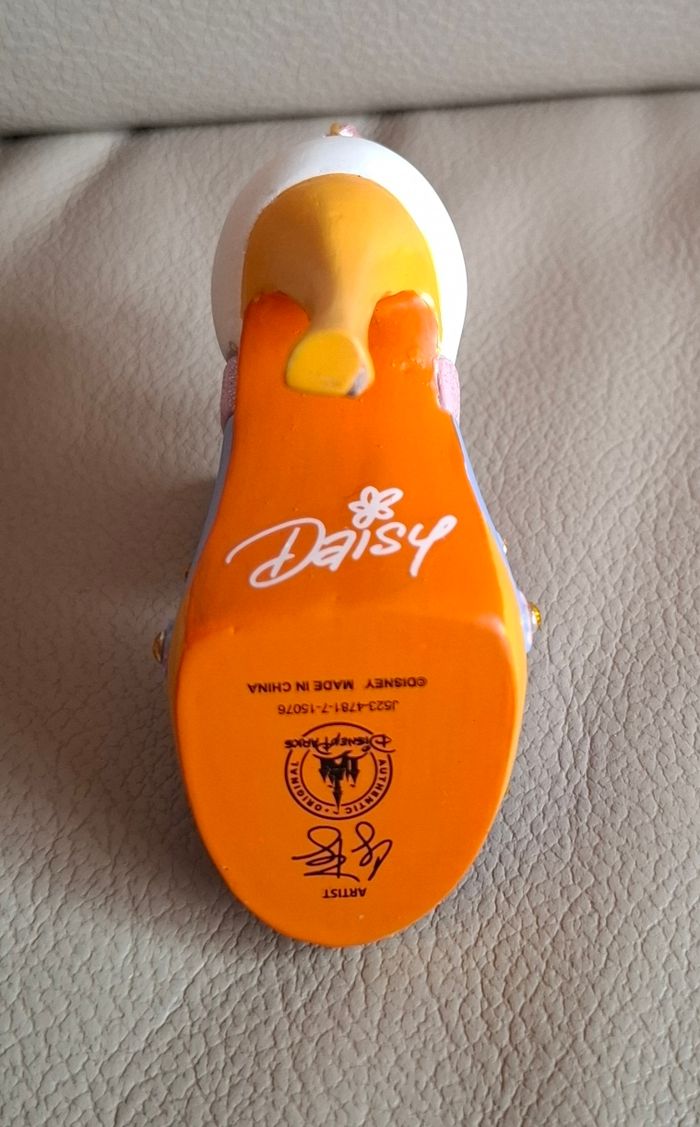 Daisy
©DISNEY MADE IN CHINA
J523-4781-7-15076
Disney Parks
AUTHENTIC • ORIGINAL
ARTIST